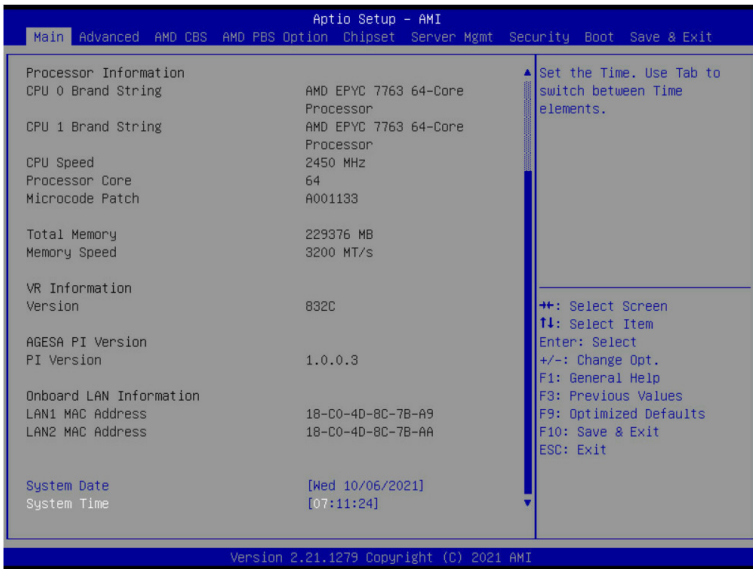 Aptio Setup – AMI
Main Advanced AMD CBS AMD PBS Option Chipset Server Mgmt Security Boot Save & Exit
Processor Information
CPU 0 Brand String AMD EPYC 7763 64-Core
Processor
CPU 1 Brand String AMD EPYC 7763 64-Core
Processor
CPU Speed 2450 MHz
Processor Core 64
Microcode Patch A001133
Total Memory 229376 MB
Memory Speed 3200 MT/s
VR Information
Version 832C
AGESA PI Version
PI Version 1.0.0.3
Onboard LAN Information
LAN1 MAC Address 18-C0-4D-8C-7B-A9
LAN2 MAC Address 18-C0-4D-8C-7B-AA
System Date [Wed 10/06/2021]
System Time [07:11:24]
Set the Time. Use Tab to
switch between Time
elements.
→←: Select Screen
↑↓: Select Item
Enter: Select
+/-: Change Opt.
F1: General Help
F3: Previous Values
F9: Optimized Defaults
F10: Save & Exit
ESC: Exit
Version 2.21.1279 Copyright (C) 2021 AMI